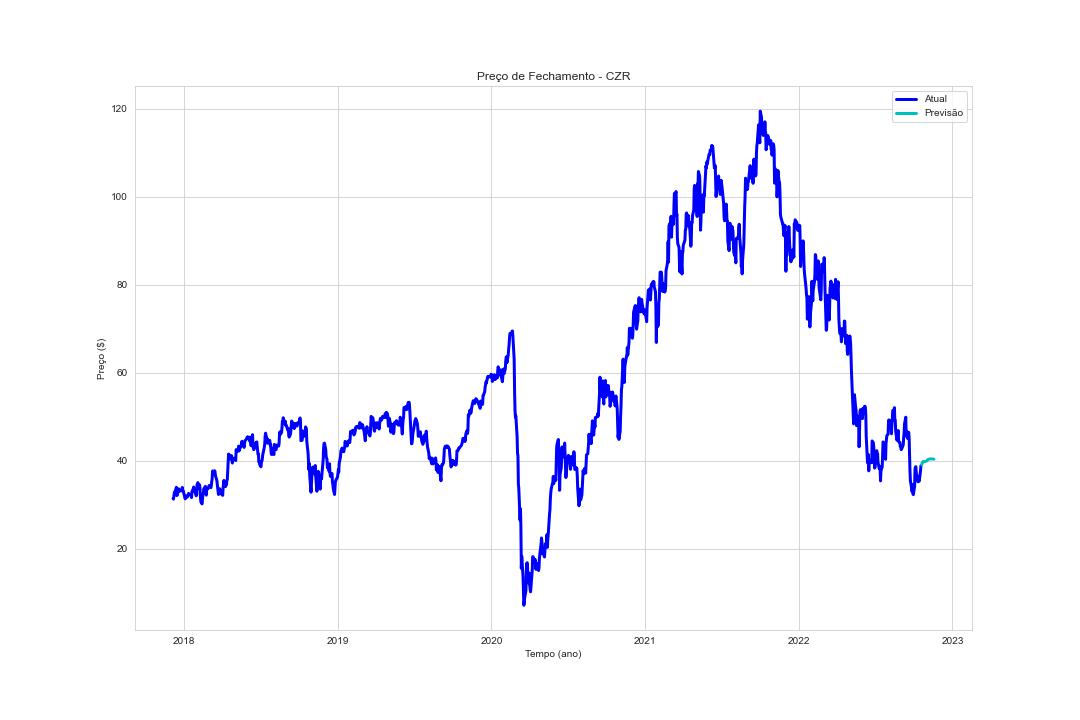 Preço de Fechamento - CZR
Atual
Previsão
120
100
80
60
40
20
Preço ($)
2018 2019 2020 2021 2022 2023
Tempo (ano)